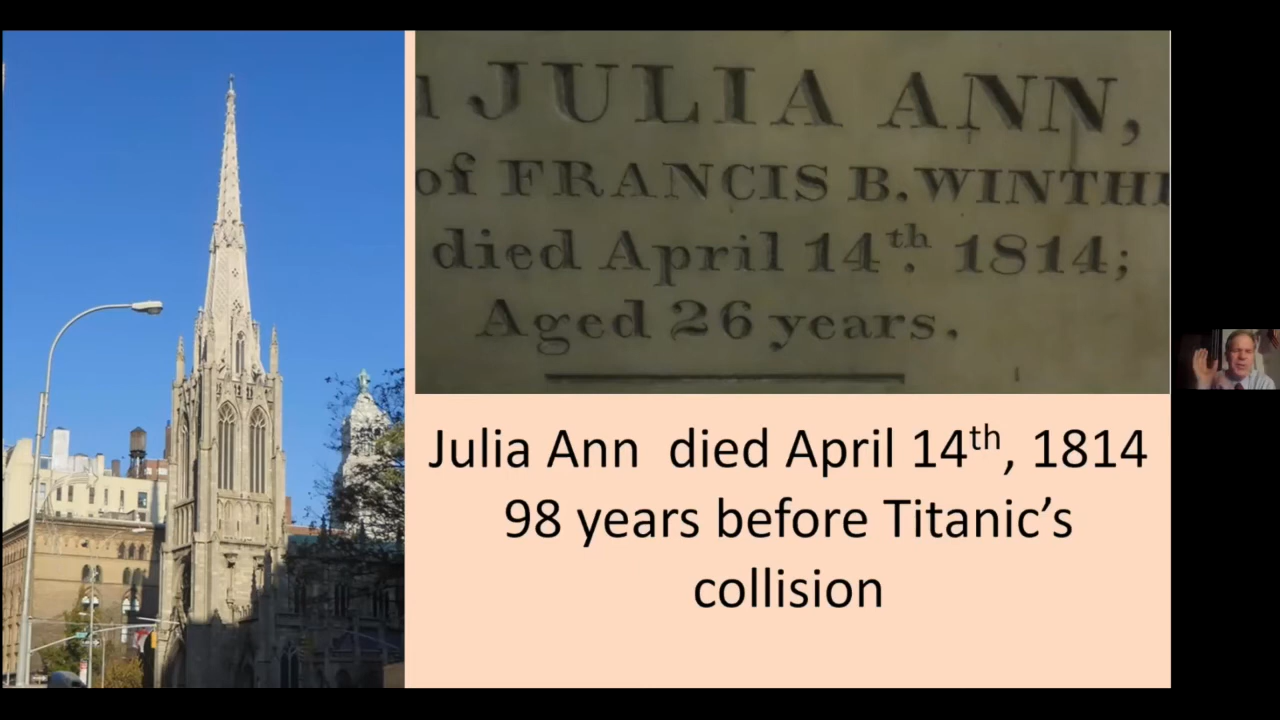 JULIA ANN,
of FRANCIS B. WINTH
died April 14th. 1814;
Aged 26 years.
Julia Ann died April 14th, 1814
98 years before Titanic’s
collision